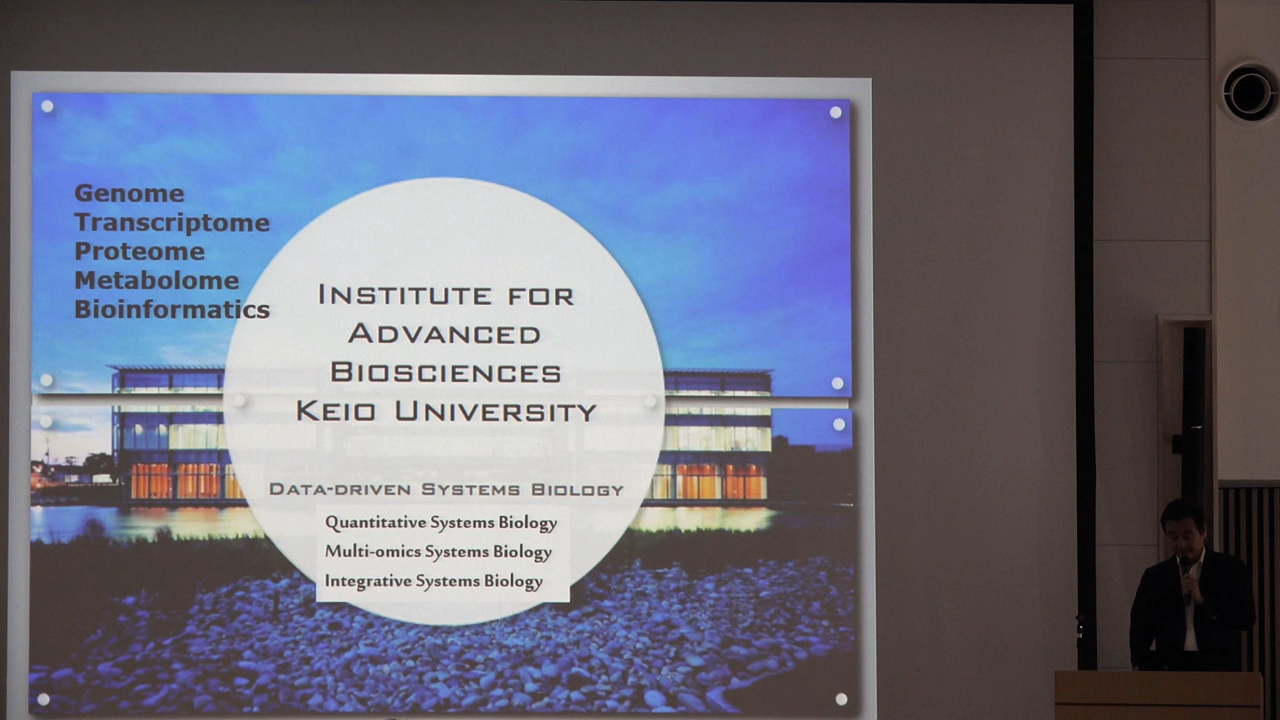 Genome
Transcriptome
Proteome
Metabolome
Bioinformatics
Institute for
Advanced
Biosciences
Keio University
Data-driven Systems Biology
Quantitative Systems Biology
Multi-omics Systems Biology
Integrative Systems Biology